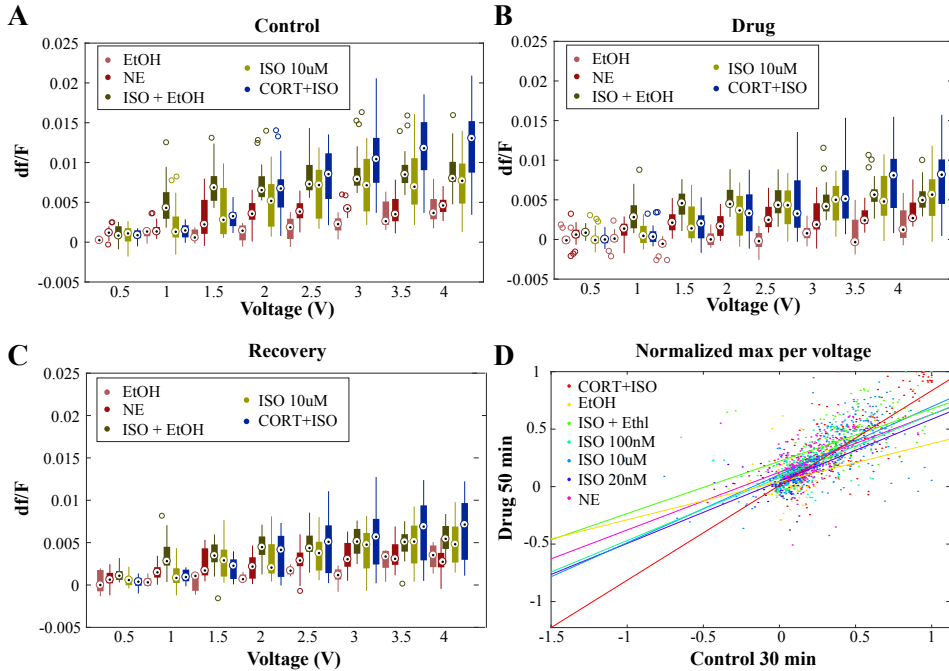 A
Control
0.025
0.02
0.015
0.01
0.005
0
-0.005
df/F
EtOH
NE
ISO + EtOH
ISO 10uM
CORT+ISO
0.5 1 1.5 2 2.5 3 3.5 4
Voltage (V)
B
Drug
0.025
0.02
0.015
0.01
0.005
0
-0.005
df/F
EtOH
NE
ISO + EtOH
ISO 10uM
CORT+ISO
0.5 1 1.5 2 2.5 3 3.5 4
Voltage (V)
C
Recovery
0.025
0.02
0.015
0.01
0.005
0
-0.005
df/F
EtOH
NE
ISO + EtOH
ISO 10uM
CORT+ISO
0.5 1 1.5 2 2.5 3 3.5 4
Voltage (V)
D
Normalized max per voltage
1
0.5
0
-0.5
-1
Drug 50 min
CORT+ISO
EtOH
ISO + Ethl
ISO 100nM
ISO 10uM
ISO 20nM
NE
-1.5 -1 -0.5 0 0.5 1
Control 30 min